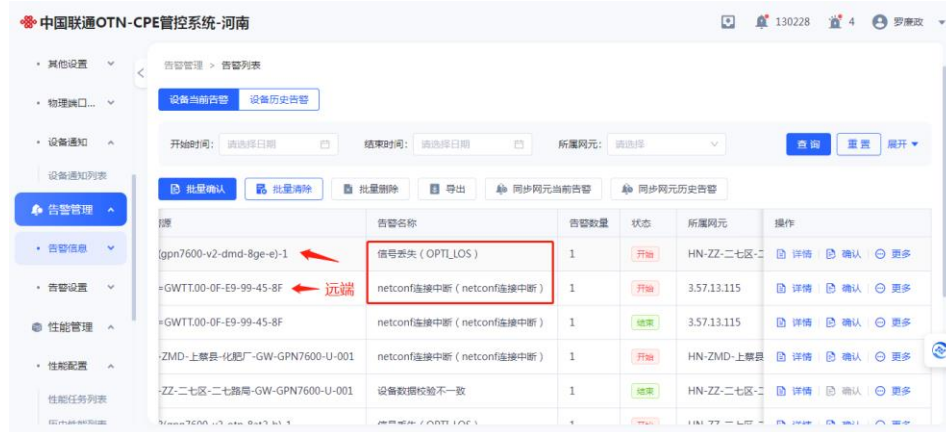 中国联通OTN-CPE管控系统-河南
130228 4 罗廉政
其他设置
告警管理 > 告警列表
物理端口...
设备当前告警 设备历史告警
设备通知
开始时间: 请选择日期 结束时间: 请选择日期 所属网元: 请选择 查询 重置 展开
设备通知列表
批量确认 批量清除 批量删除 导出 同步网元当前告警 同步网元历史告警
告警管理
告警名称 告警数量 状态 所属网元 操作
告警信息
(gpn7600-v2-dmd-8ge-e)-1 信号丢失(OPTI_LOS) 1 开始 HN-ZZ-二七区- 详情 确认 更多
告警设置
=GWTT.00-0F-E9-99-45-8F 远端 netconf连接中断(netconf连接中断) 1 开始 3.57.13.115 详情 确认 更多
性能管理
=GWTT.00-0F-E9-99-45-8F netconf连接中断(netconf连接中断) 1 结束 3.57.13.115 详情 确认 更多
性能配置
-ZMD-上蔡县-化肥厂-GW-GPN7600-U-001 netconf连接中断(netconf连接中断) 1 开始 HN-ZMD-上蔡县 详情 确认 更多
性能任务列表
-ZZ-二七区-二七路局-GW-GPN7600-U-001 设备数据校验不一致 1 结束 HN-ZZ-二七区- 详情 确认 更多